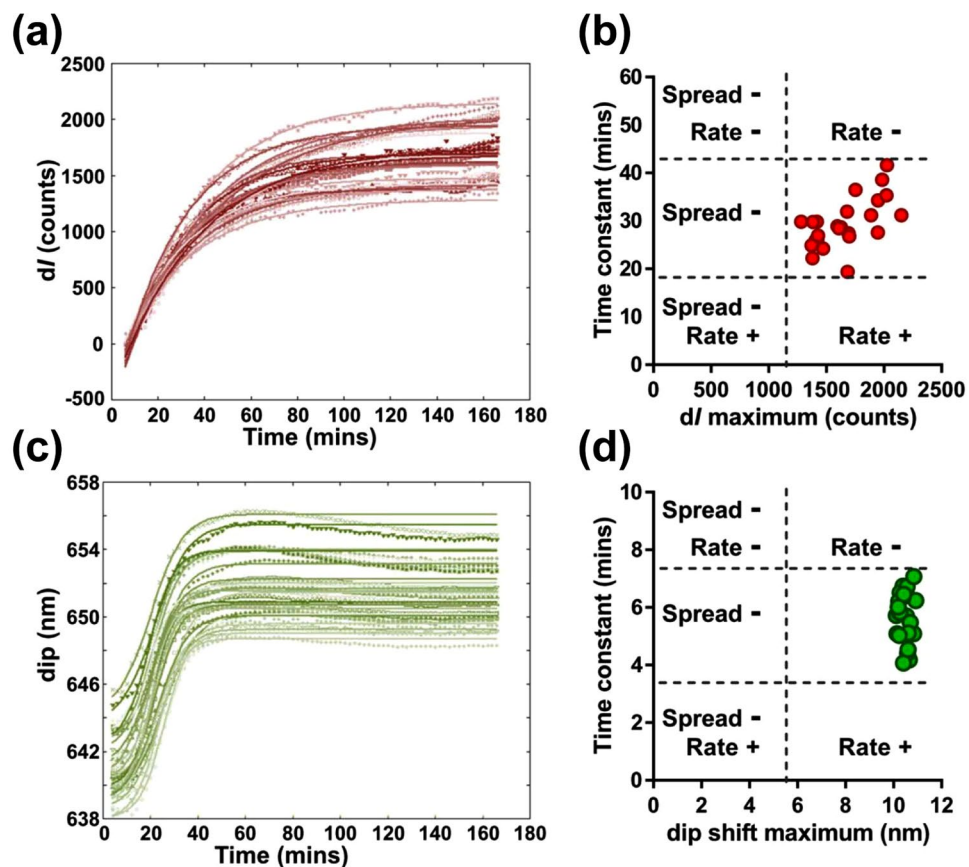 (a)
2500
2000
1500
1000
500
0
-500
dI (counts)
0 20 40 60 80 100 120 140 160 180
Time (mins)
(b)
60
50
40
30
20
10
0
Time constant (mins)
Spread -
Rate - Rate -
Spread -
Spread -
Rate + Rate +
0 500 1000 1500 2000 2500
dI maximum (counts)
(c)
658
654
650
646
642
638
dip (nm)
0 20 40 60 80 100 120 140 160 180
Time (mins)
(d)
10
8
6
4
2
0
Time constant (mins)
Spread -
Rate - Rate -
Spread -
Spread -
Rate + Rate +
0 2 4 6 8 10 12
dip shift maximum (nm)